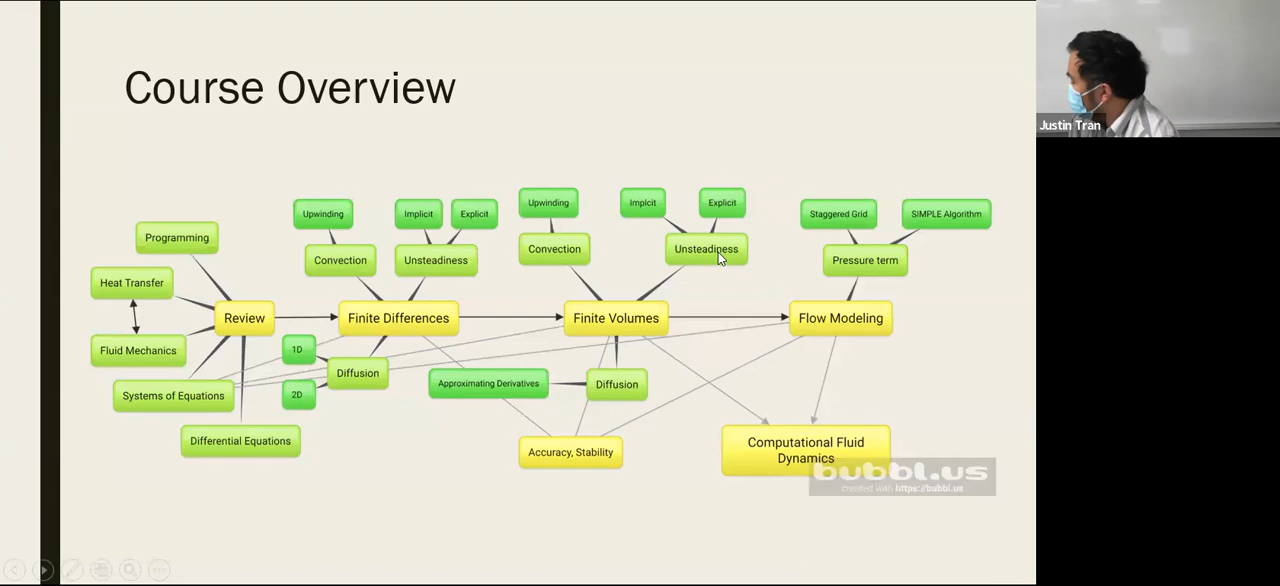 Course Overview
Justin Tran
Upwinding
Implicit
Explicit
Upwinding
Implcit
Explicit
Staggered Grid
SIMPLE Algorithm
Programming
Convection
Unsteadiness
Convection
Unsteadiness
Pressure term
Heat Transfer
Review
Finite Differences
Finite Volumes
Flow Modeling
Fluid Mechanics
1D
Diffusion
2D
Approximating Derivatives
Diffusion
Systems of Equations
Differential Equations
Accuracy, Stability
Computational Fluid
Dynamics
bubbl.us
created with https://bubbl.us